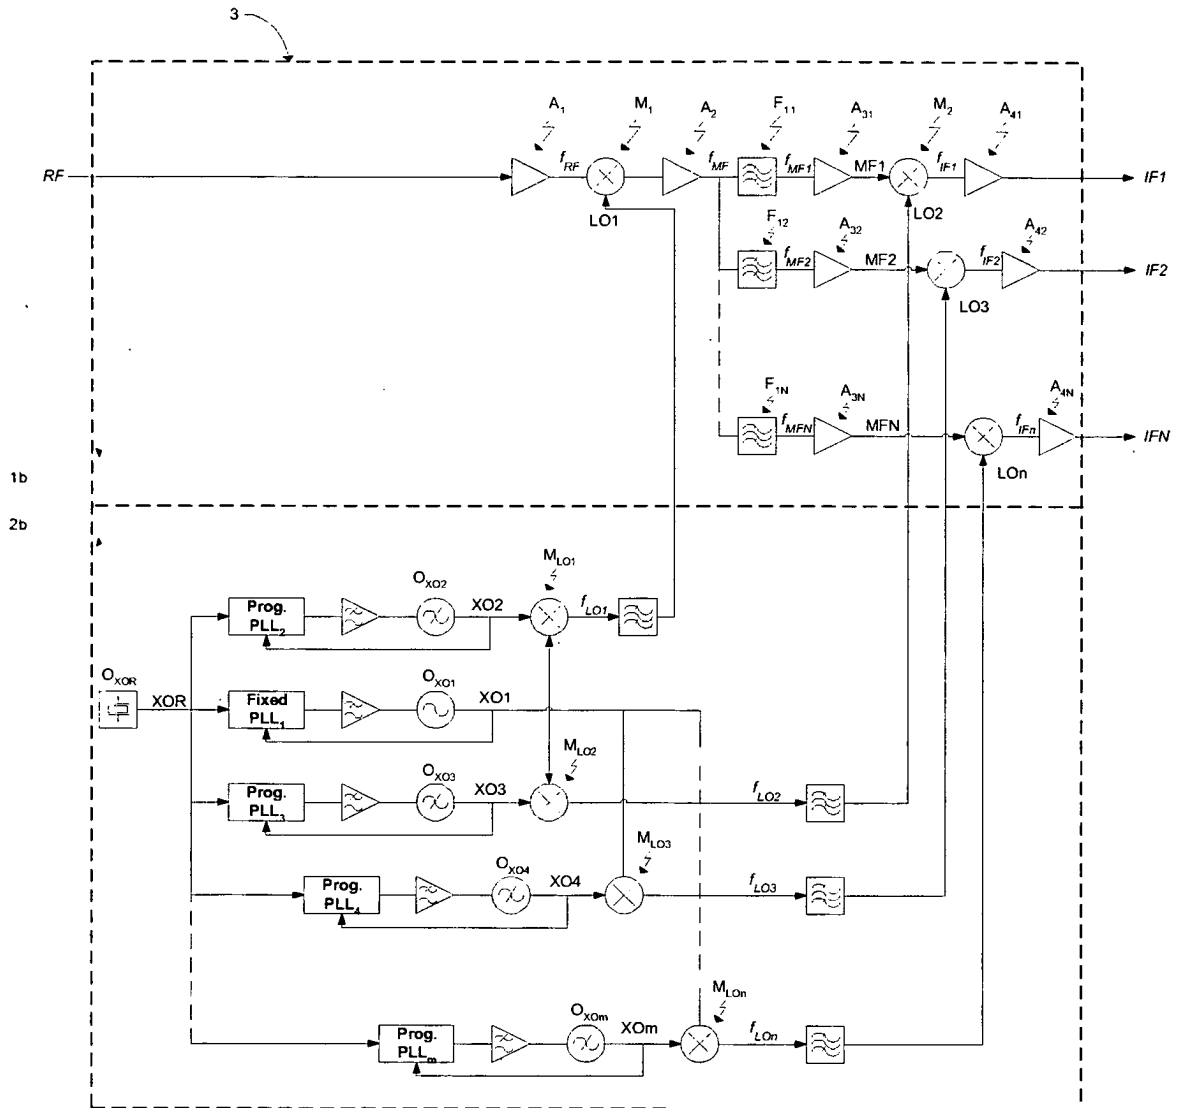 3
A1 M1 A2 F11 A31 M2 A41
RF fRF fMF fMF1 MF1 fIF1 IF1
LO1 LO2
F12 A32 A42
fMF2 MF2 fIF2 IF2
LO3
F1N A3N A4N
fMFN MFN fIFn IFN
LOn
1b
2b
MLO1
OXO2 XO2 fLO1
Prog. PLL2
OXOR XOR
OXO1 XO1
Fixed PLL1
MLO2
OXO3 XO3 fLO2
Prog. PLL3
MLO3
OXO4 XO4 fLO3
Prog. PLL4
MLOn
OXOm XOm fLOn
Prog. PLLm